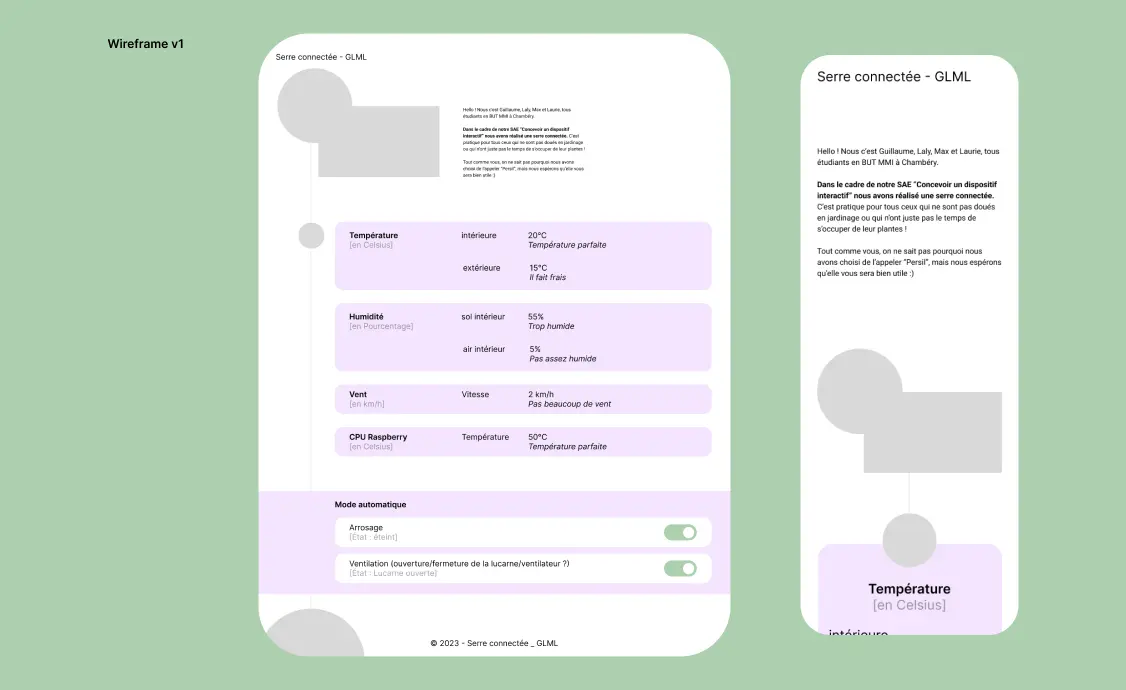 Wireframe v1
Serre connectée - GLML
Hello ! Nous c'est Guillaume, Laly, Max et Laurie, tous
étudiants en BUT MMI à Chambéry.
Dans le cadre de notre SAE “Concevoir un dispositif
interactif” nous avons réalisé une serre connectée. C'est
pratique pour tous ceux qui ne sont pas doués en jardinage
ou qui n'ont juste pas le temps de s'occuper de leur plantes !
Tout comme vous, on ne sait pas pourquoi nous avons
choisi de l'appeler “Persil”, mais nous espérons qu'elle vous
sera bien utile :)
Température
[en Celsius]
intérieure
20°C
Température parfaite
extérieure
15°C
Il fait frais
Humidité
[en Pourcentage]
sol intérieur
55%
Trop humide
air intérieur
5%
Pas assez humide
Vent
[en km/h]
Vitesse
2 km/h
Pas beaucoup de vent
CPU Raspberry
[en Celsius]
Température
50°C
Température parfaite
Mode automatique
Arrosage
[État : éteint]
Ventilation (ouverture/fermeture de la lucarne/ventilateur ?)
[État : Lucarne ouverte]
© 2023 - Serre connectée _ GLML
Serre connectée - GLML
Hello ! Nous c'est Guillaume, Laly, Max et Laurie, tous
étudiants en BUT MMI à Chambéry.
Dans le cadre de notre SAE “Concevoir un dispositif
interactif” nous avons réalisé une serre connectée.
C'est pratique pour tous ceux qui ne sont pas doués
en jardinage ou qui n'ont juste pas le temps de
s'occuper de leur plantes !
Tout comme vous, on ne sait pas pourquoi nous
avons choisi de l'appeler “Persil”, mais nous espérons
qu'elle vous sera bien utile :)
Température
[en Celsius]
intérieure